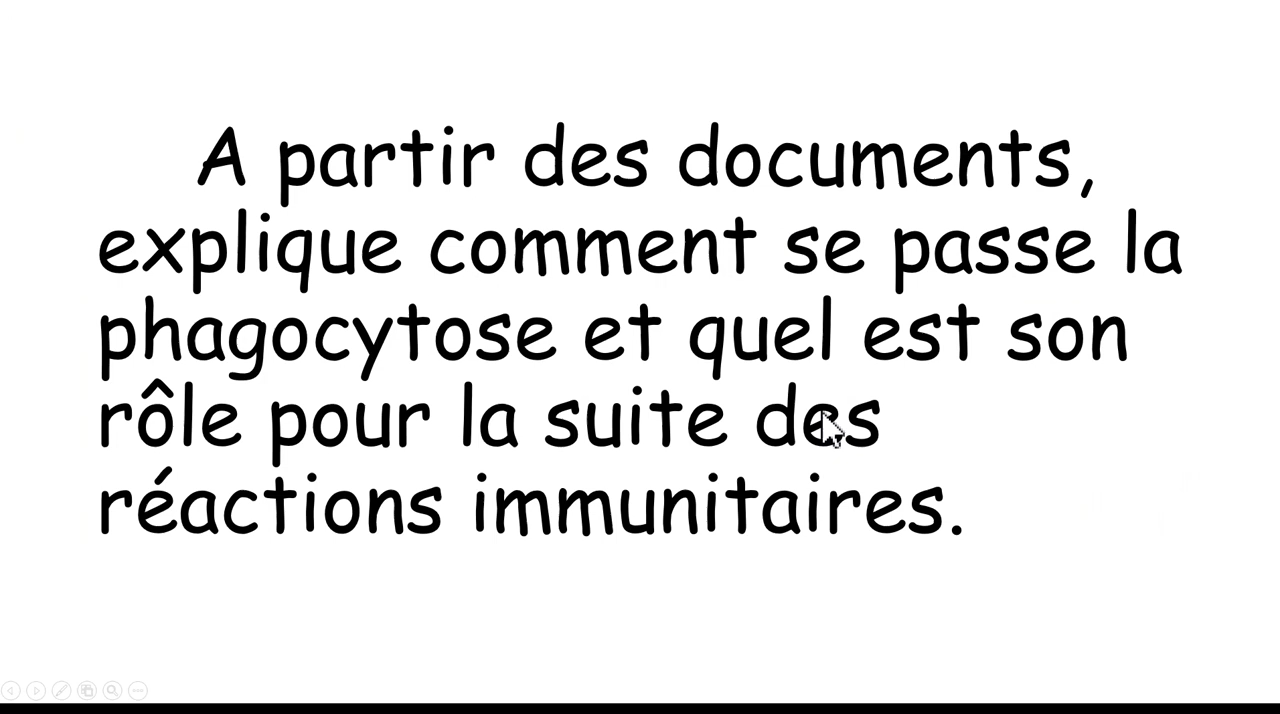 A partir des documents,
explique comment se passe la
phagocytose et quel est son
rôle pour la suite des
réactions immunitaires.